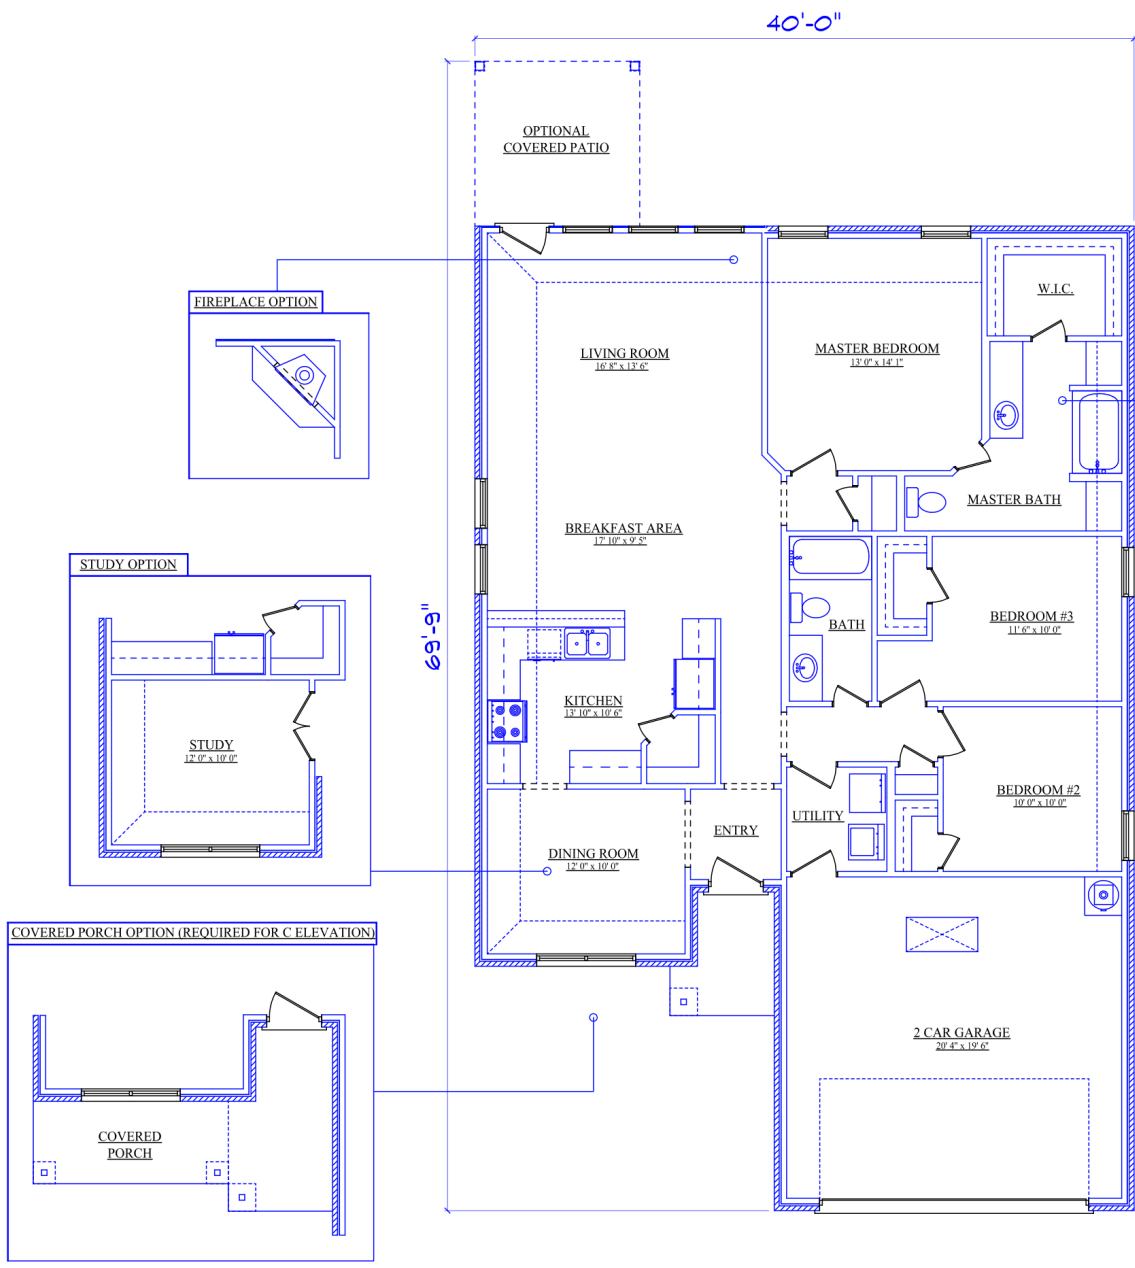 40'-0"
OPTIONAL
COVERED PATIO
FIREPLACE OPTION
W.I.C.
LIVING ROOM
16' 8" x 13' 6"
MASTER BEDROOM
13' 0" x 14' 1"
MASTER BATH
BREAKFAST AREA
17' 10" x 9' 5"
STUDY OPTION
BATH
BEDROOM #3
11' 6" x 10' 0"
69'-9"
KITCHEN
13' 10" x 10' 6"
STUDY
12' 0" x 10' 0"
BEDROOM #2
10' 0" x 10' 0"
UTILITY
ENTRY
DINING ROOM
12' 0" x 10' 0"
COVERED PORCH OPTION (REQUIRED FOR C ELEVATION)
2 CAR GARAGE
20' 4" x 19' 6"
COVERED
PORCH